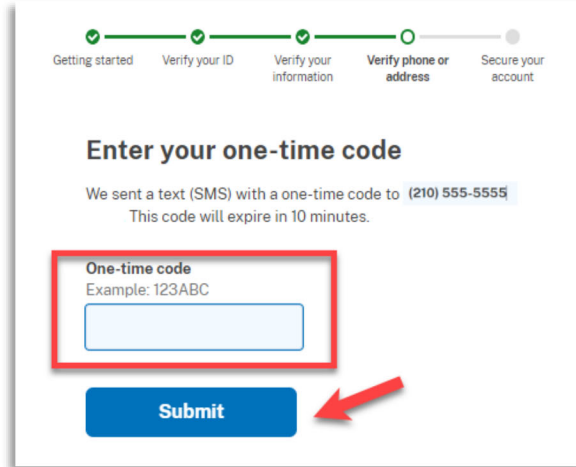 Getting started
Verify your ID
Verify your
information
Verify phone or
address
Secure your
account
Enter your one-time code
We sent a text (SMS) with a one-time code to (210) 555-5555
This code will expire in 10 minutes.
One-time code
Example: 123ABC
Submit